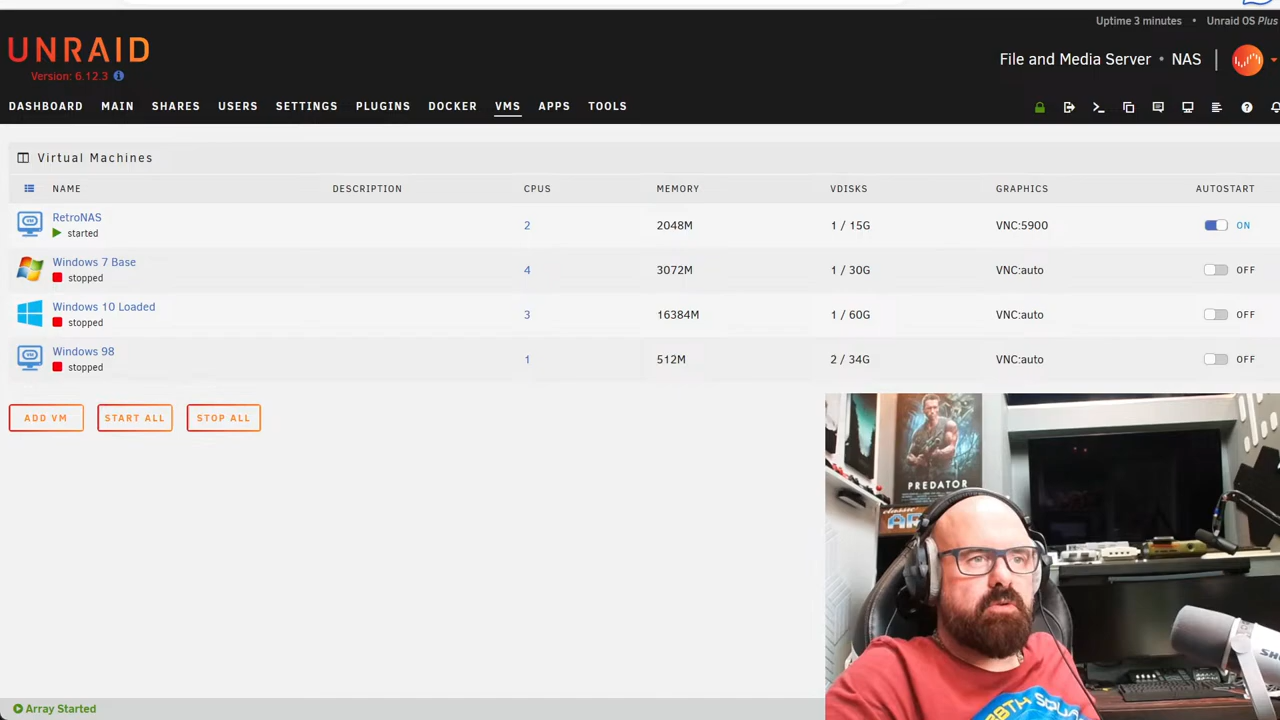 Uptime 3 minutes • Unraid OS Plus
UNRAID
Version: 6.12.3
File and Media Server • NAS
DASHBOARD MAIN SHARES USERS SETTINGS PLUGINS DOCKER VMS APPS TOOLS
Virtual Machines
NAME DESCRIPTION CPUS MEMORY VDISKS GRAPHICS AUTOSTART
RetroNAS
started
2 2048M 1 / 15G VNC:5900 ON
Windows 7 Base
stopped
4 3072M 1 / 30G VNC:auto OFF
Windows 10 Loaded
stopped
3 16384M 1 / 60G VNC:auto OFF
Windows 98
stopped
1 512M 2 / 34G VNC:auto OFF
ADD VM START ALL STOP ALL
PREDATOR
classic
Array Started